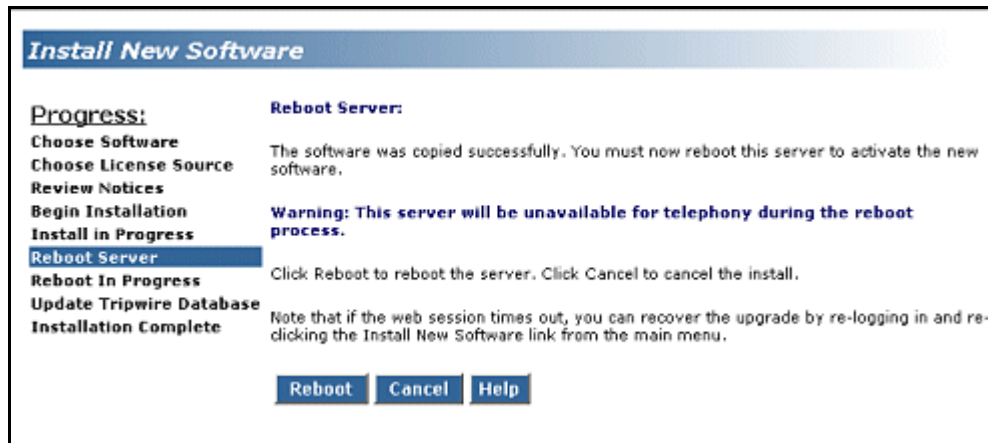 Install New Software
Progress:
Choose Software
Choose License Source
Review Notices
Begin Installation
Install in Progress
Reboot Server
Reboot In Progress
Update Tripwire Database
Installation Complete
Reboot Server:
The software was copied successfully. You must now reboot this server to activate the new
software.
Warning: This server will be unavailable for telephony during the reboot
process.
Click Reboot to reboot the server. Click Cancel to cancel the install.
Note that if the web session times out, you can recover the upgrade by re-logging in and re-
clicking the Install New Software link from the main menu.
Reboot Cancel Help